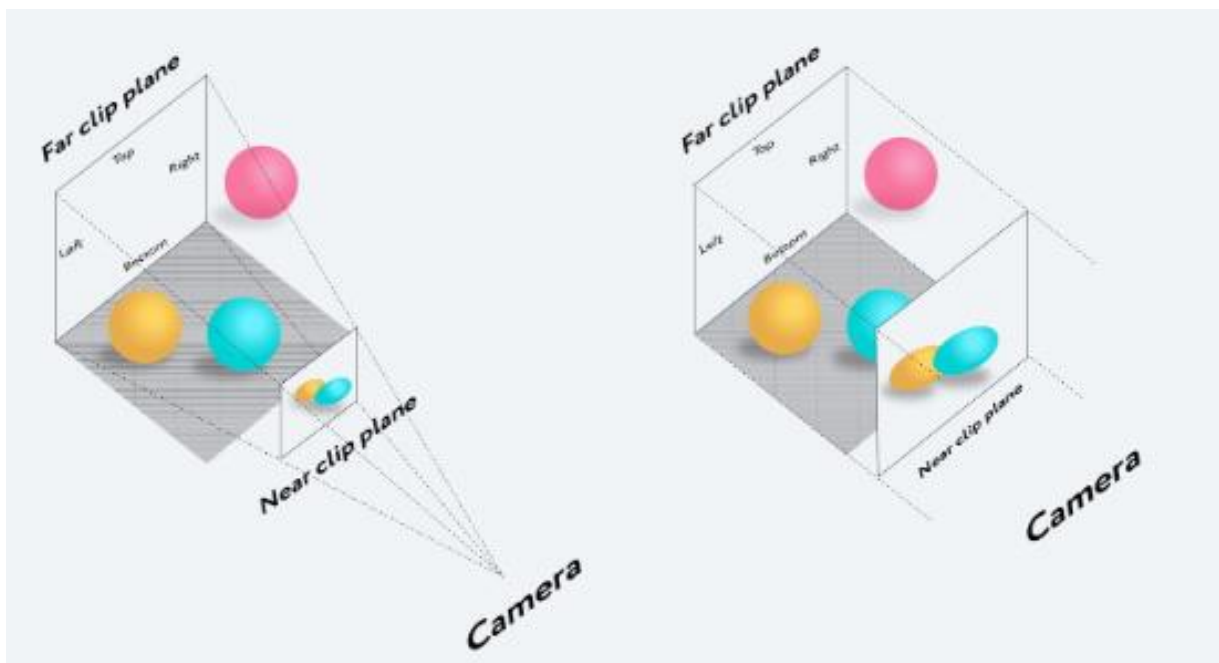 Far clip plane
Top
Right
Left
Bottom
Near clip plane
Camera
Far clip plane
Top
Right
Left
Bottom
Near clip plane
Camera